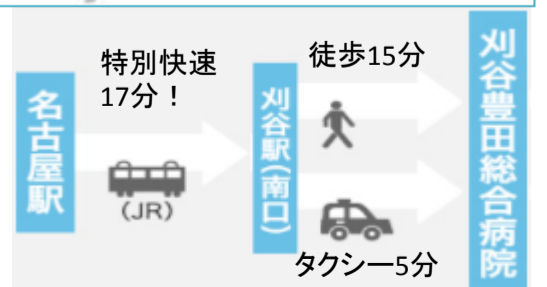 名古屋駅
特別快速
17分！
(JR)
刈谷駅(南口)
徒歩15分
タクシー5分
刈谷豊田総合病院